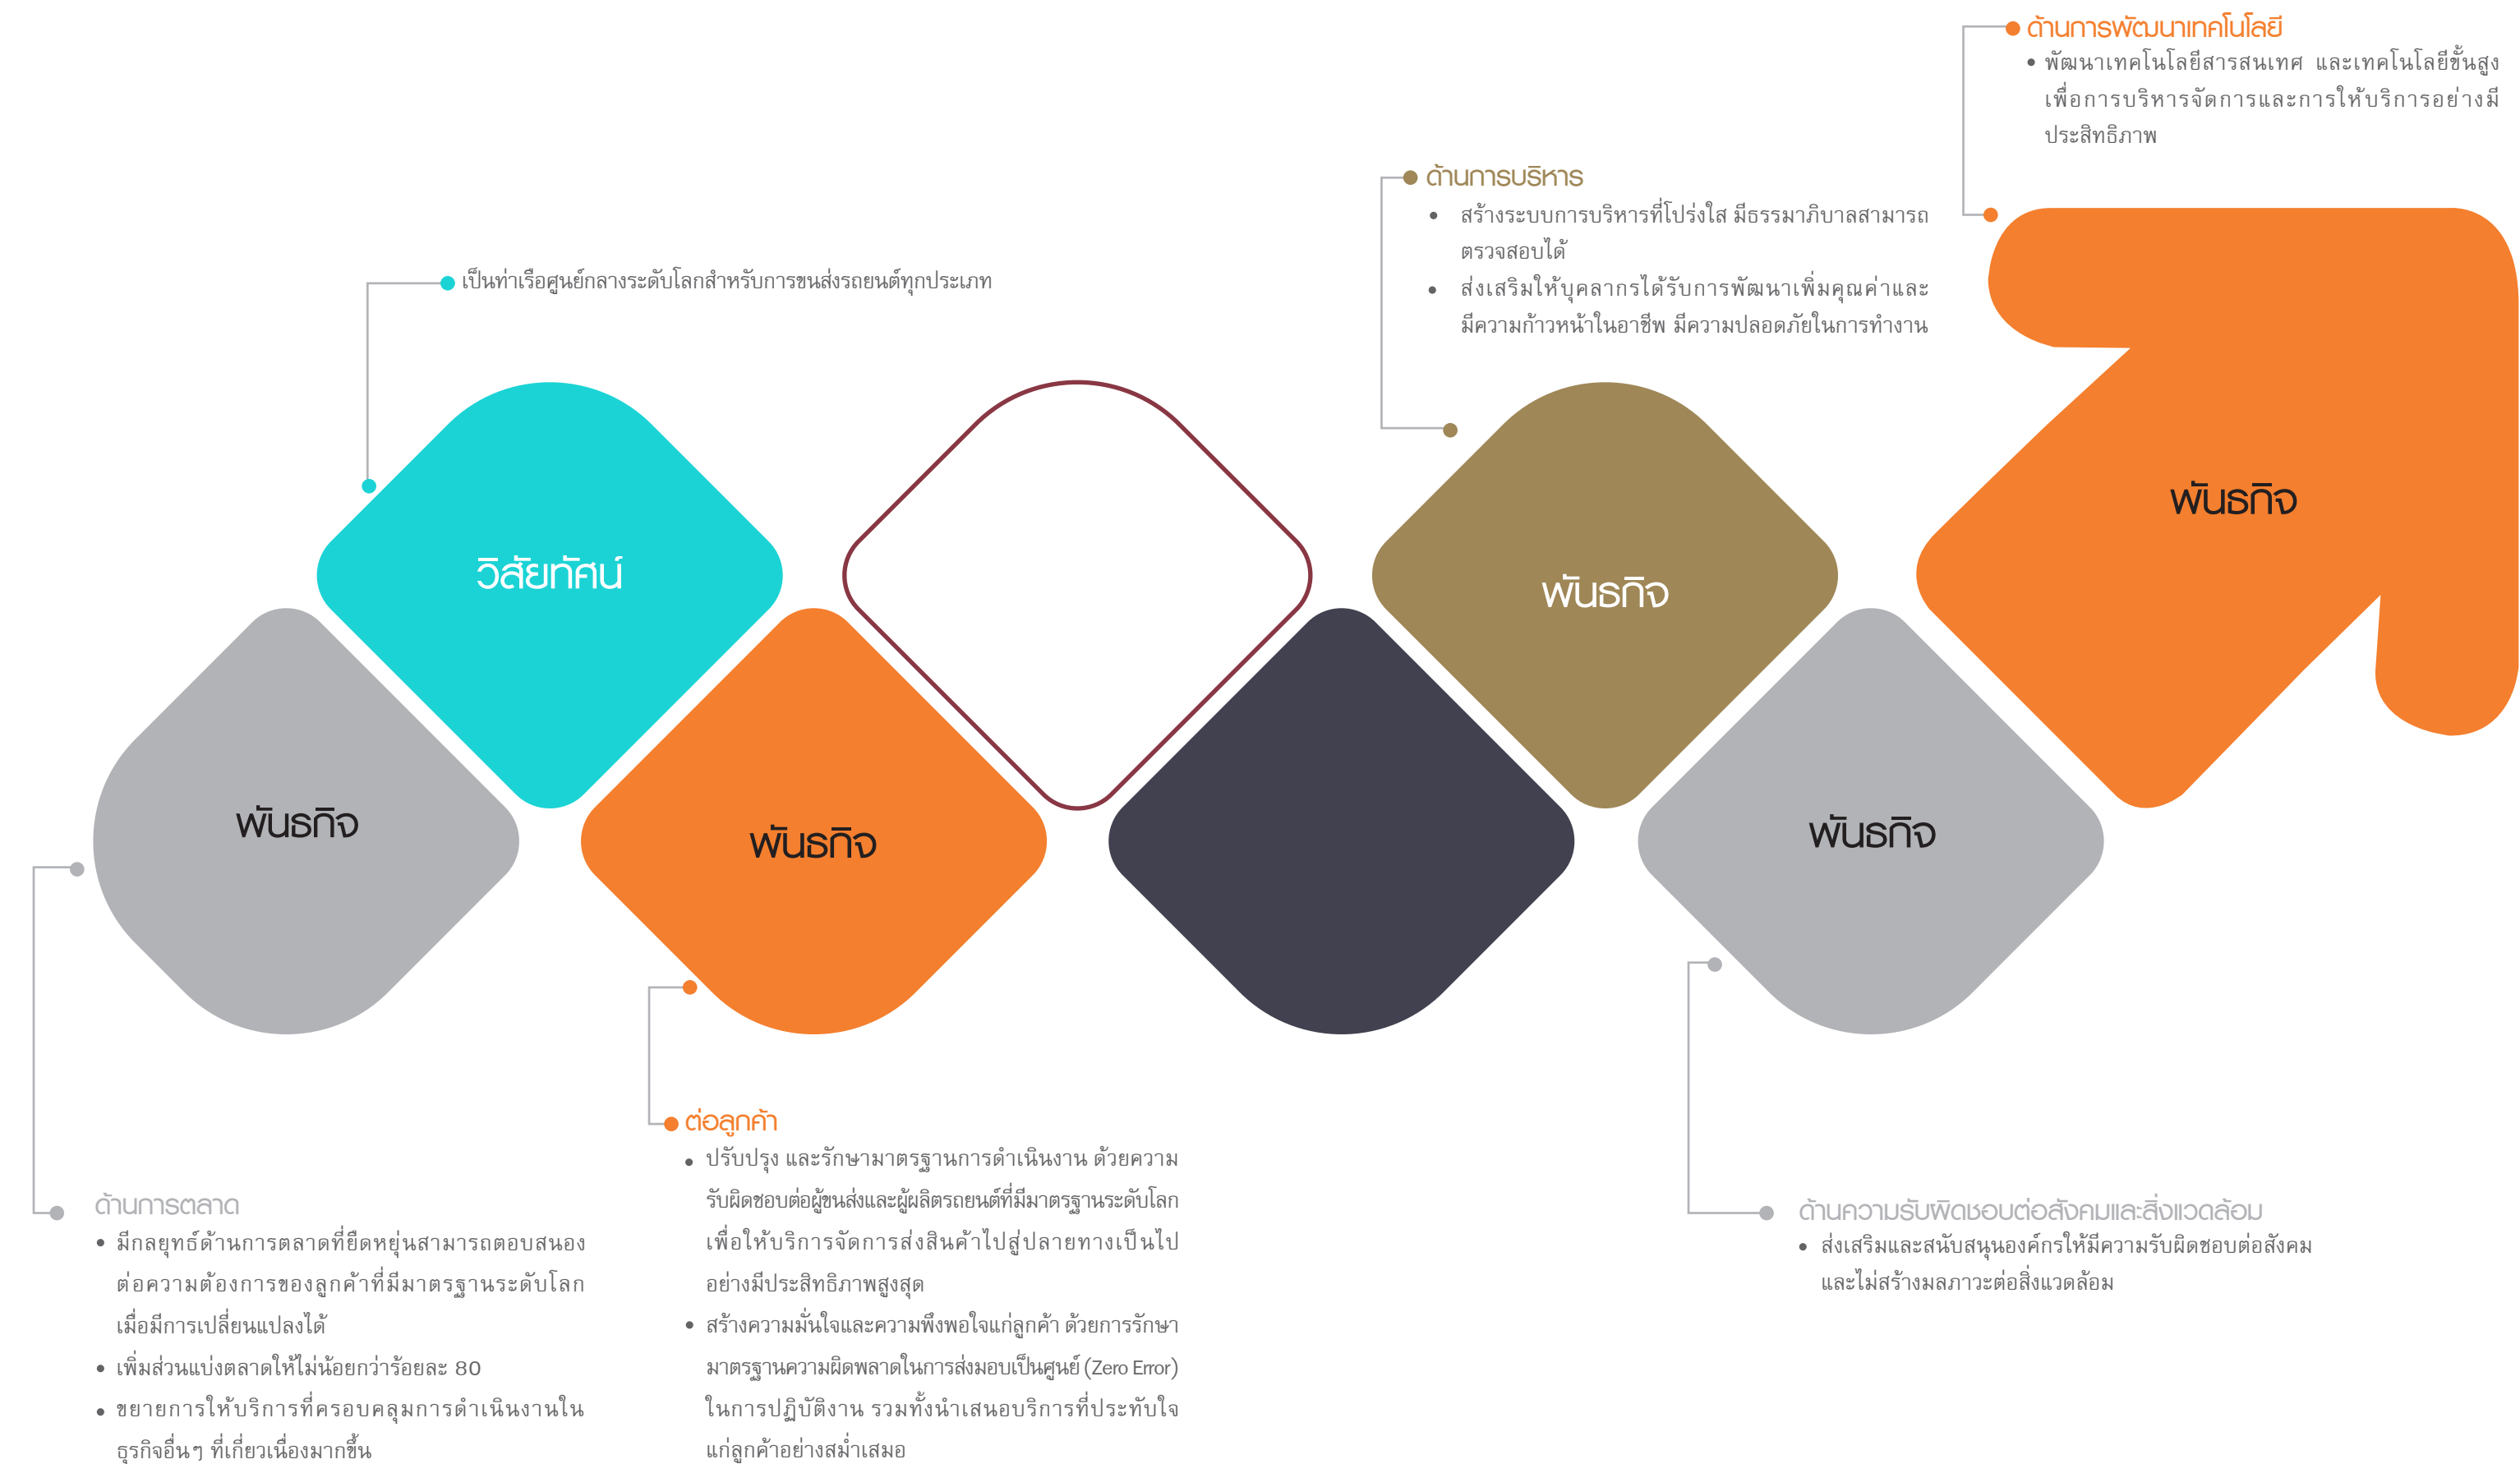 ด้านการพัฒนาเทคโนโลยี
• พัฒนาเทคโนโลยีสารสนเทศ และเทคโนโลยีขั้นสูง
เพื่อการบริหารจัดการและการให้บริการอย่างมี
ประสิทธิภาพ
ด้านการบริหาร
• สร้างระบบการบริหารที่โปร่งใส มีธรรมาภิบาลสามารถ
ตรวจสอบได้
• ส่งเสริมให้บุคลากรได้รับการพัฒนาเพิ่มคุณค่าและ
มีความก้าวหน้าในอาชีพ มีความปลอดภัยในการทำงาน
เป็นท่าเรือศูนย์กลางระดับโลกสำหรับการขนส่งรถยนต์ทุกประเภท
พันธกิจ
วิสัยทัศน์
พันธกิจ
พันธกิจ
พันธกิจ
พันธกิจ
ต่อลูกค้า
• ปรับปรุง และรักษามาตรฐานการดำเนินงาน ด้วยความ
รับผิดชอบต่อผู้ขนส่งและผู้ผลิตรถยนต์ที่มีมาตรฐานระดับโลก
เพื่อให้บริการจัดการส่งสินค้าไปสู่ปลายทางเป็นไป
อย่างมีประสิทธิภาพสูงสุด
• สร้างความมั่นใจและความพึงพอใจแก่ลูกค้า ด้วยการรักษา
มาตรฐานความผิดพลาดในการส่งมอบเป็นศูนย์ (Zero Error)
ในการปฏิบัติงาน รวมทั้งนำเสนอบริการที่ประทับใจ
แก่ลูกค้าอย่างสม่ำเสมอ
ด้านการตลาด
• มีกลยุทธ์ด้านการตลาดที่ยืดหยุ่นสามารถตอบสนอง
ต่อความต้องการของลูกค้าที่มีมาตรฐานระดับโลก
เมื่อมีการเปลี่ยนแปลงได้
• เพิ่มส่วนแบ่งตลาดให้ไม่น้อยกว่าร้อยละ 80
• ขยายการให้บริการที่ครอบคลุมการดำเนินงานใน
ธุรกิจอื่นๆ ที่เกี่ยวเนื่องมากขึ้น
ด้านความรับผิดชอบต่อสังคมและสิ่งแวดล้อม
• ส่งเสริมและสนับสนุนองค์กรให้มีความรับผิดชอบต่อสังคม
และไม่สร้างมลภาวะต่อสิ่งแวดล้อม